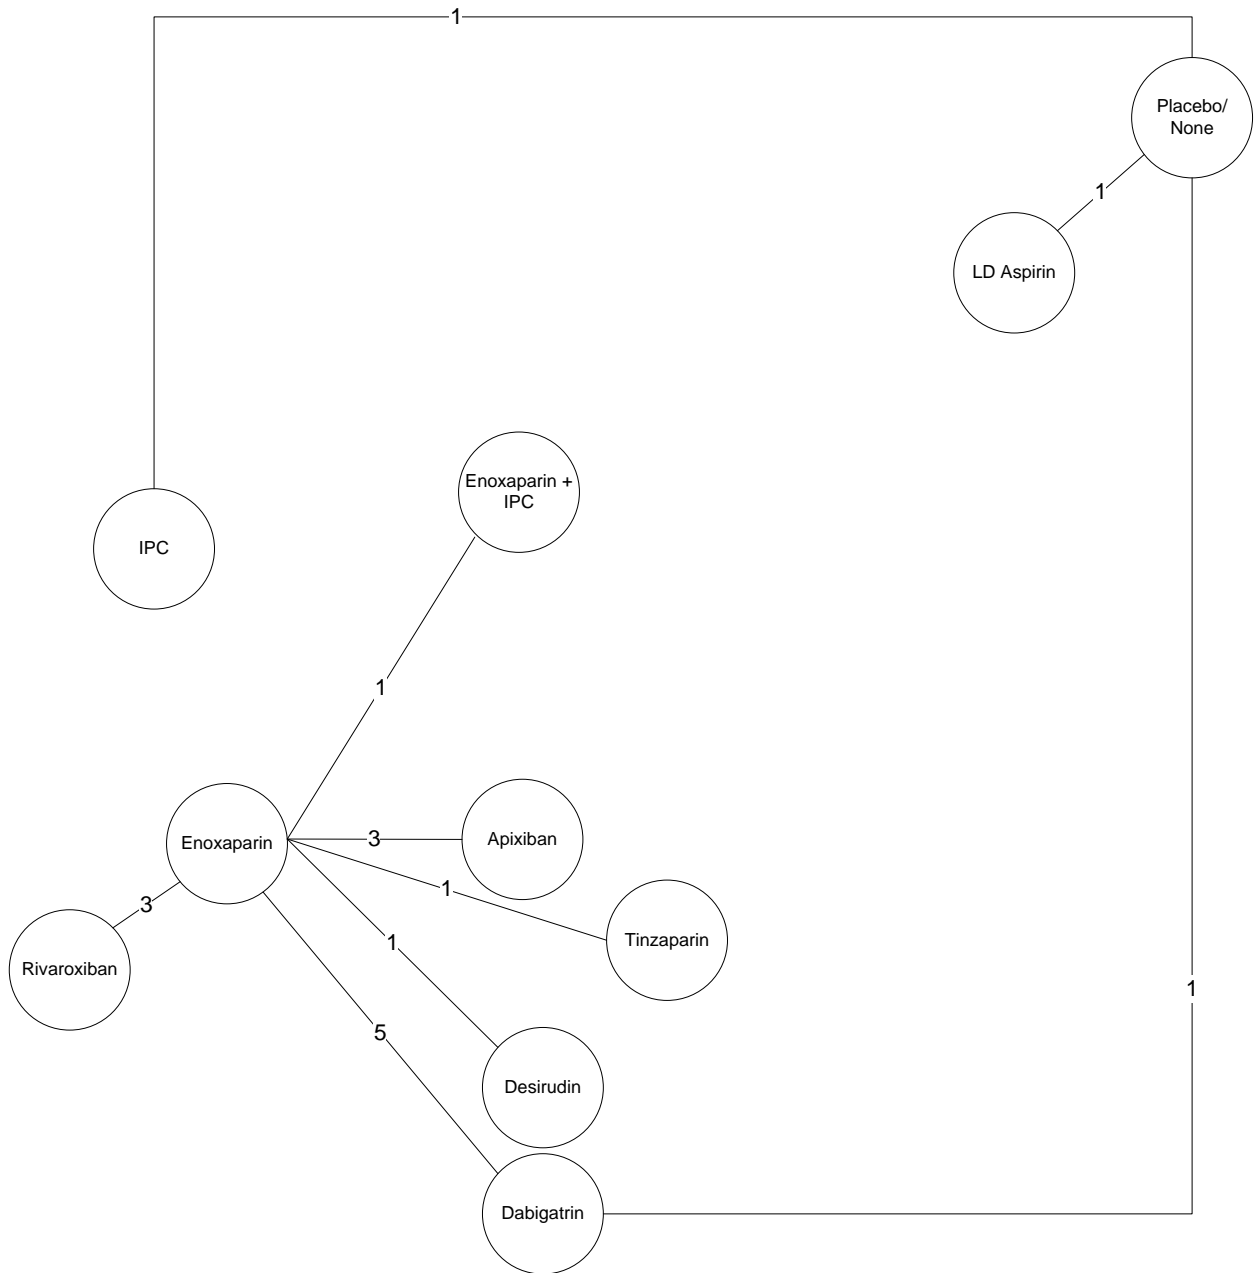 1
Placebo/
None
1
LD Aspirin
Enoxaparin +
IPC
IPC
1
Enoxaparin
3
Apixiban
1
3
Tinzaparin
Rivaroxiban
1
1
5
Desirudin
Dabigatrin